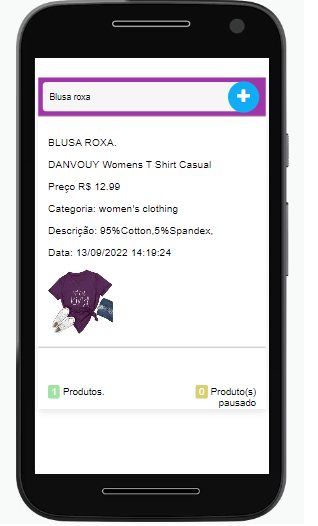 Blusa roxa
BLUSA ROXA.
DANVOUY Womens T Shirt Casual
Preço R$ 12.99
Categoria: women's clothing
Descrição: 95%Cotton,5%Spandex,
Data: 13/09/2022 14:19:24
1 Produtos.
0 Produto(s)
pausado